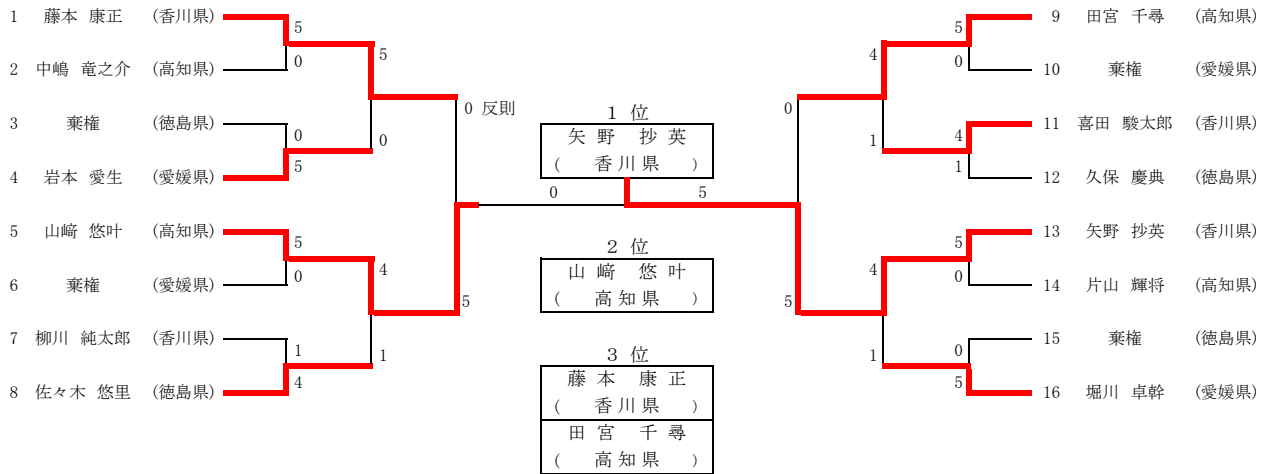 1 藤本 康正 (香川県)
5
2 中嶋 竜之介 (高知県)
0
5
3 棄権 (徳島県)
0
4 岩本 愛生 (愛媛県)
5
0
0 反則
5 山﨑 悠叶 (高知県)
5
6 棄権 (愛媛県)
0
4
7 柳川 純太郎 (香川県)
1
8 佐々木 悠里 (徳島県)
4
1
5
0
1 位
矢野 抄英
( 香川県 )
2 位
山﨑 悠叶
( 高知県 )
3 位
藤本 康正
( 香川県 )
田宮 千尋
( 高知県 )
5
9 田宮 千尋 (高知県)
5
10 棄権 (愛媛県)
0
4
11 喜田 駿太郎 (香川県)
4
12 久保 慶典 (徳島県)
1
1
0
13 矢野 抄英 (香川県)
5
14 片山 輝将 (高知県)
0
4
15 棄権 (徳島県)
0
16 堀川 卓幹 (愛媛県)
5
1
5